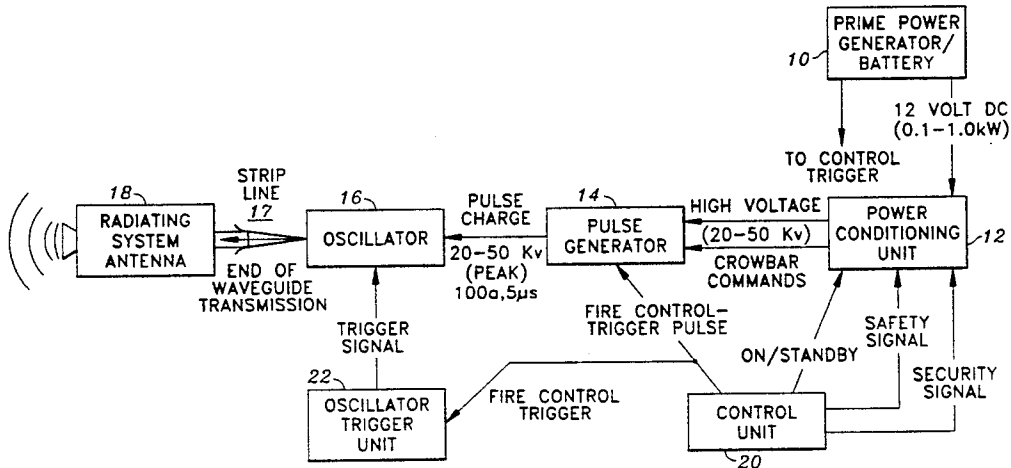 PRIME POWER
GENERATOR/
BATTERY
10
12 VOLT DC
(0.1-1.0kW)
TO CONTROL
TRIGGER
18
RADIATING
SYSTEM
ANTENNA
STRIP
LINE
17
END OF
WAVEGUIDE
TRANSMISSION
16
OSCILLATOR
PULSE
CHARGE
20-50 Kv
(PEAK)
100a,5µs
14
PULSE
GENERATOR
HIGH VOLTAGE
(20-50 Kv)
CROWBAR
COMMANDS
POWER
CONDITIONING
UNIT
12
TRIGGER
SIGNAL
FIRE CONTROL-
TRIGGER PULSE
ON/STANDBY
SAFETY
SIGNAL
SECURITY
SIGNAL
22
OSCILLATOR
TRIGGER
UNIT
FIRE CONTROL
TRIGGER
CONTROL
UNIT
20